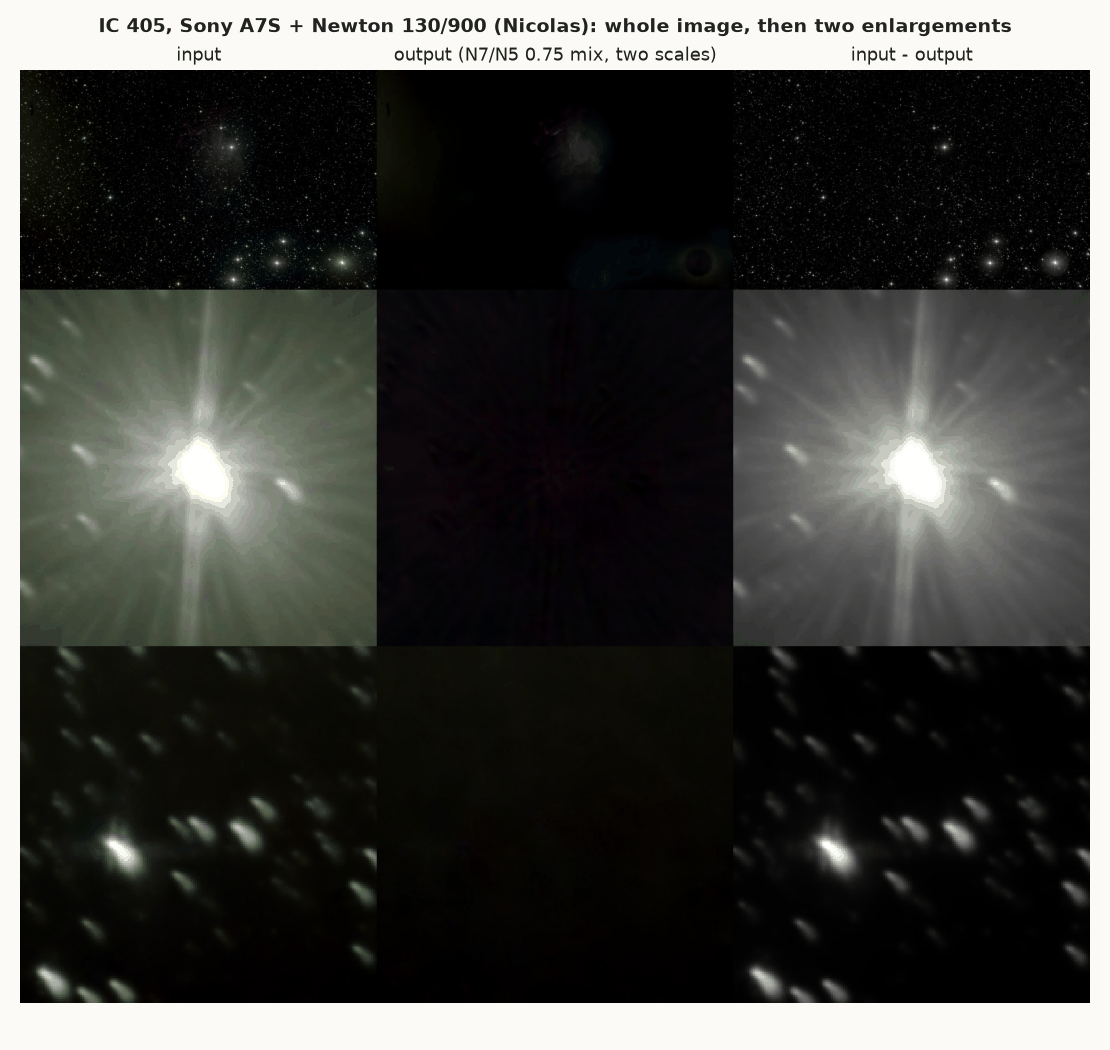 IC 405, Sony A7S + Newton 130/900 (Nicolas): whole image, then two enlargements
input
output (N7/N5 0.75 mix, two scales)
input - output